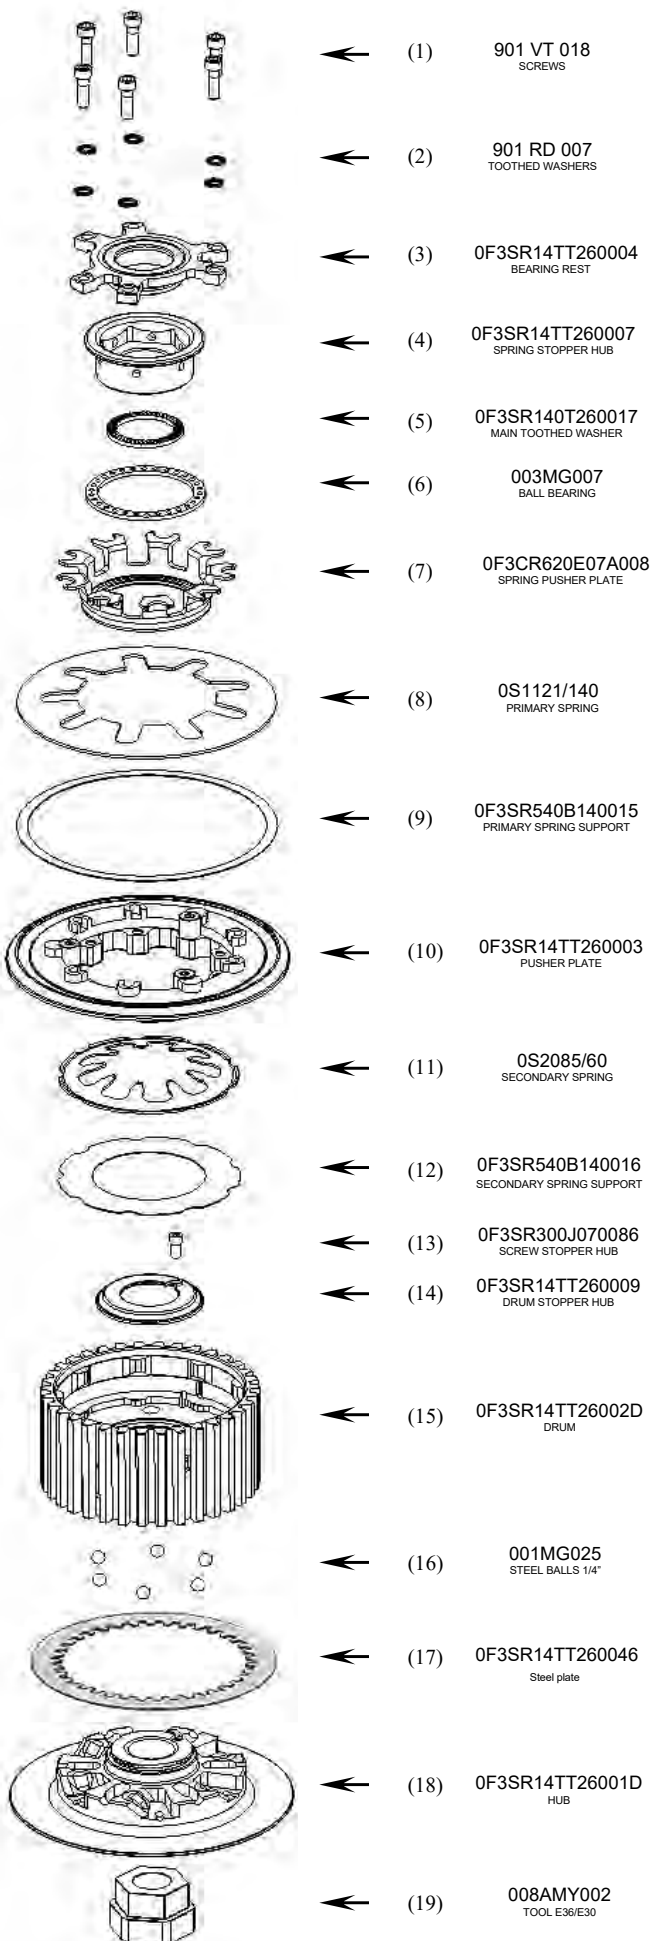 (1) 901 VT 018
SCREWS
(2) 901 RD 007
TOOTHED WASHERS
(3) 0F3SR14TT260004
BEARING REST
(4) 0F3SR14TT260007
SPRING STOPPER HUB
(5) 0F3SR140T260017
MAIN TOOTHED WASHER
(6) 003MG007
BALL BEARING
(7) 0F3CR620E07A008
SPRING PUSHER PLATE
(8) 0S1121/140
PRIMARY SPRING
(9) 0F3SR540B140015
PRIMARY SPRING SUPPORT
(10) 0F3SR14TT260003
PUSHER PLATE
(11) 0S2085/60
SECONDARY SPRING
(12) 0F3SR540B140016
SECONDARY SPRING SUPPORT
(13) 0F3SR300J070086
SCREW STOPPER HUB
(14) 0F3SR14TT260009
DRUM STOPPER HUB
(15) 0F3SR14TT26002D
DRUM
(16) 001MG025
STEEL BALLS 1/4"
(17) 0F3SR14TT260046
Steel plate
(18) 0F3SR14TT26001D
HUB
(19) 008AMY002
TOOL E36/E30